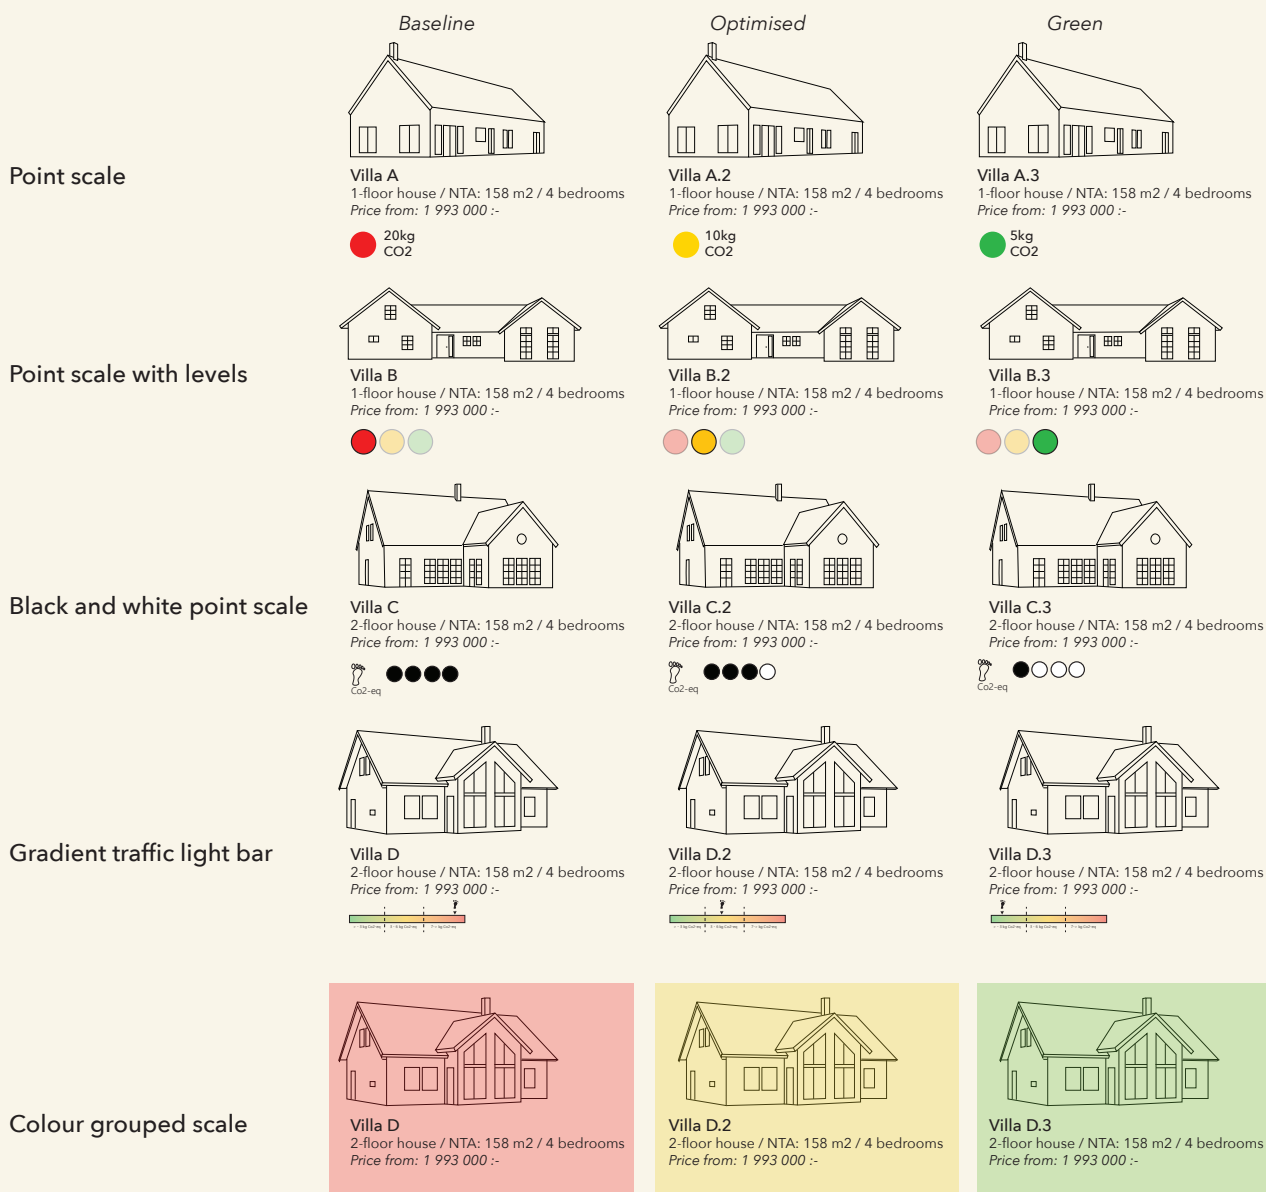 Baseline
Optimised
Green
Point scale
Villa A
1-floor house / NTA: 158 m2 / 4 bedrooms
Price from: 1 993 000 :-
20kg
CO2
Villa A.2
1-floor house / NTA: 158 m2 / 4 bedrooms
Price from: 1 993 000 :-
10kg
CO2
Villa A.3
1-floor house / NTA: 158 m2 / 4 bedrooms
Price from: 1 993 000 :-
5kg
CO2
Point scale with levels
Villa B
1-floor house / NTA: 158 m2 / 4 bedrooms
Price from: 1 993 000 :-
Villa B.2
1-floor house / NTA: 158 m2 / 4 bedrooms
Price from: 1 993 000 :-
Villa B.3
1-floor house / NTA: 158 m2 / 4 bedrooms
Price from: 1 993 000 :-
Black and white point scale
Villa C
2-floor house / NTA: 158 m2 / 4 bedrooms
Price from: 1 993 000 :-
Co2-eq
Villa C.2
2-floor house / NTA: 158 m2 / 4 bedrooms
Price from: 1 993 000 :-
Co2-eq
Villa C.3
2-floor house / NTA: 158 m2 / 4 bedrooms
Price from: 1 993 000 :-
Co2-eq
Gradient traffic light bar
Villa D
2-floor house / NTA: 158 m2 / 4 bedrooms
Price from: 1 993 000 :-
Villa D.2
2-floor house / NTA: 158 m2 / 4 bedrooms
Price from: 1 993 000 :-
Villa D.3
2-floor house / NTA: 158 m2 / 4 bedrooms
Price from: 1 993 000 :-
Colour grouped scale
Villa D
2-floor house / NTA: 158 m2 / 4 bedrooms
Price from: 1 993 000 :-
Villa D.2
2-floor house / NTA: 158 m2 / 4 bedrooms
Price from: 1 993 000 :-
Villa D.3
2-floor house / NTA: 158 m2 / 4 bedrooms
Price from: 1 993 000 :-